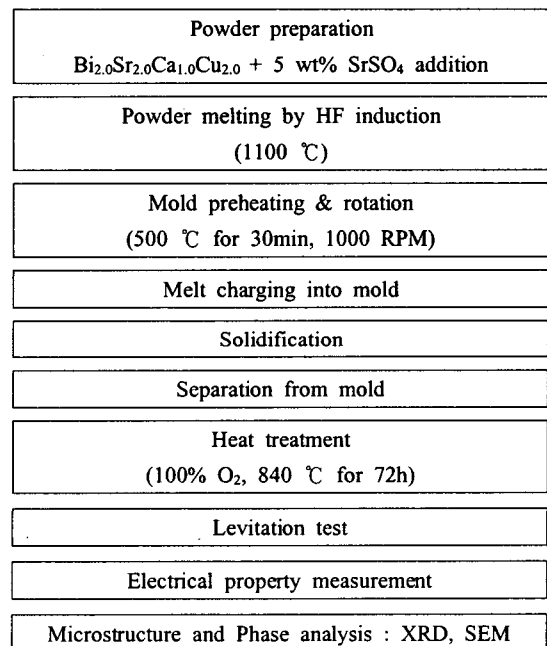 Powder preparation
Bi2.0Sr2.0Ca1.0Cu2.0 + 5 wt% SrSO4 addition
Powder melting by HF induction
(1100 ℃)
Mold preheating & rotation
(500 ℃ for 30min, 1000 RPM)
Melt charging into mold
Solidification
Separation from mold
Heat treatment
(100% O2, 840 ℃ for 72h)
Levitation test
Electrical property measurement
Microstructure and Phase analysis : XRD, SEM